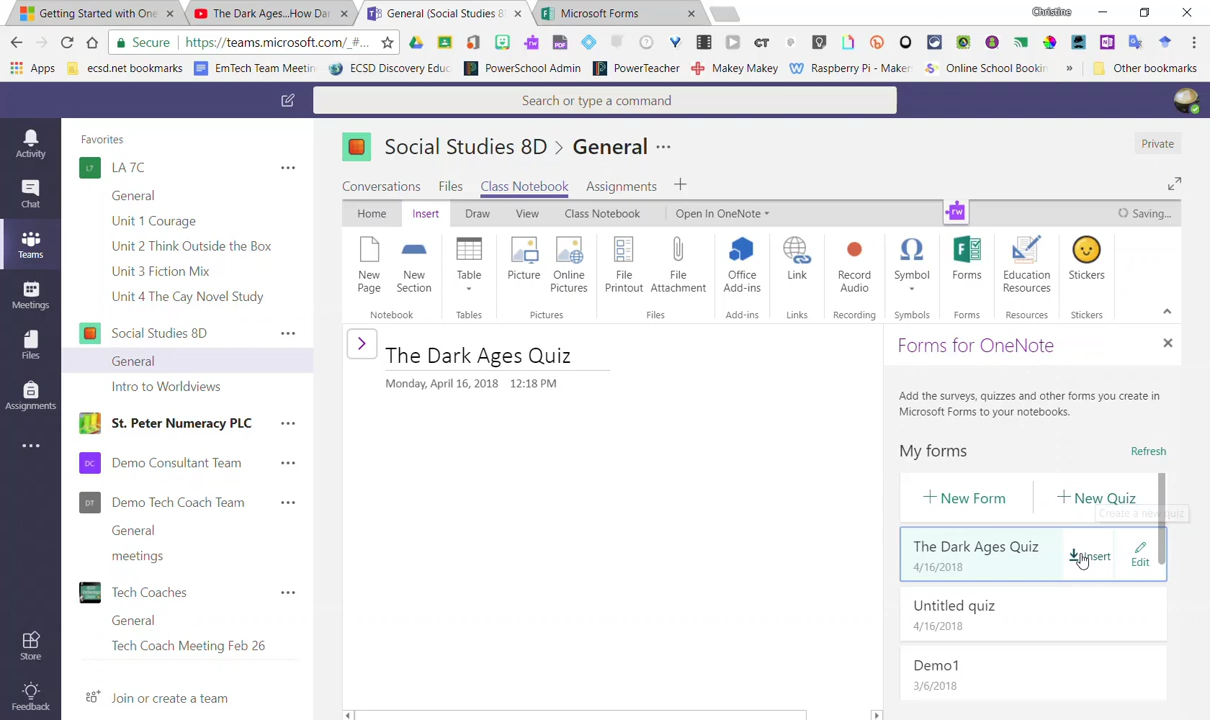 Getting Started with One
The Dark Ages...How Dar
General (Social Studies 8
Microsoft Forms
Christine
Secure
https://teams.microsoft.com/_#...
Apps
ecsd.net bookmarks
EmTech Team Meetin
ECSD Discovery Educ
PowerSchool Admin
PowerTeacher
Makey Makey
Raspberry Pi - Maker
Online School Bookin
»
Other bookmarks
Search or type a command
Activity
Chat
Teams
Meetings
Files
Assignments
Store
Feedback
Favorites
LT LA 7C
General
Unit 1 Courage
Unit 2 Think Outside the Box
Unit 3 Fiction Mix
Unit 4 The Cay Novel Study
Social Studies 8D
General
Intro to Worldviews
St. Peter Numeracy PLC
DC Demo Consultant Team
DT Demo Tech Coach Team
General
meetings
Tech Coaches
General
Tech Coach Meeting Feb 26
Join or create a team
Social Studies 8D > General ...
Private
Conversations Files Class Notebook Assignments +
Home Insert Draw View Class Notebook Open In OneNote
rw
Saving...
New Page
New Section
Table
Picture
Online Pictures
File Printout
File Attachment
Office Add-ins
Link
Record Audio
Symbol
Forms
Education Resources
Stickers
Notebook
Tables
Pictures
Files
Add-ins
Links
Recording
Symbols
Forms
Resources
Stickers
The Dark Ages Quiz
Monday, April 16, 2018 12:18 PM
Forms for OneNote
Add the surveys, quizzes and other forms you create in
Microsoft Forms to your notebooks.
My forms
Refresh
+ New Form
+ New Quiz
Create a new quiz
The Dark Ages Quiz
4/16/2018
Insert
Edit
Untitled quiz
4/16/2018
Demo1
3/6/2018